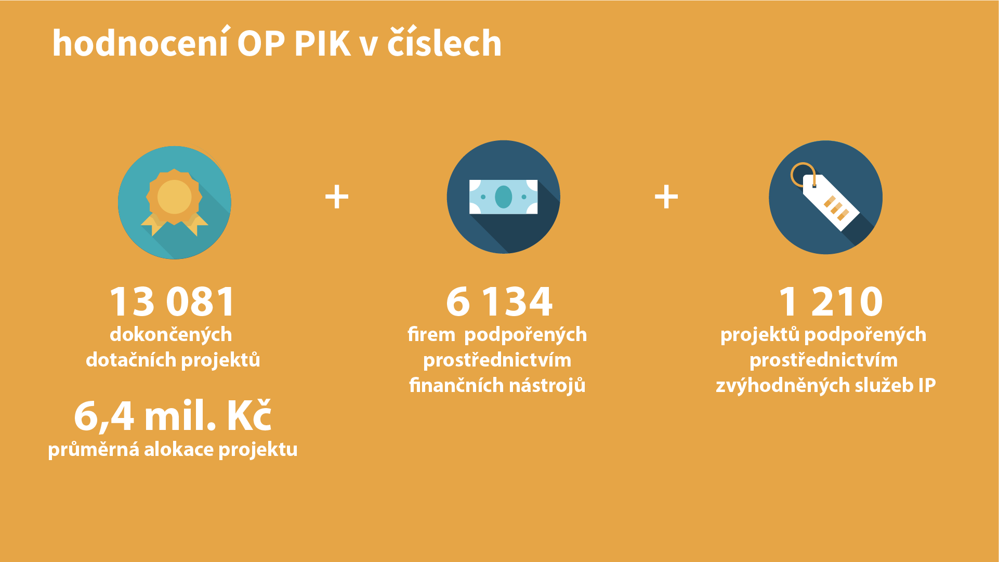 hodnocení OP PIK v číslech
+
+
13 081
dokončených
dotačních projektů
6,4 mil. Kč
průměrná alokace projektu
6 134
firem podpořených
prostřednictvím
finančních nástrojů
1 210
projektů podpořených
prostřednictvím
zvýhodněných služeb IP